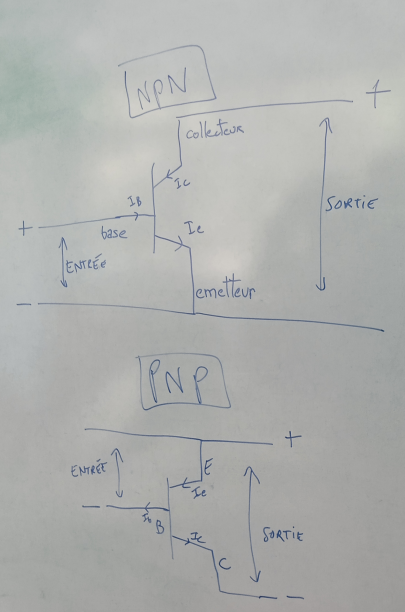 NPN
+
collecteur
Ic
IB
Ie
SORTIE
+
base
ENTRÉE
emetteur
−
PNP
+
E
ENTRÉE
Ie
−
Ib
B
Ic
SORTIE
C
−